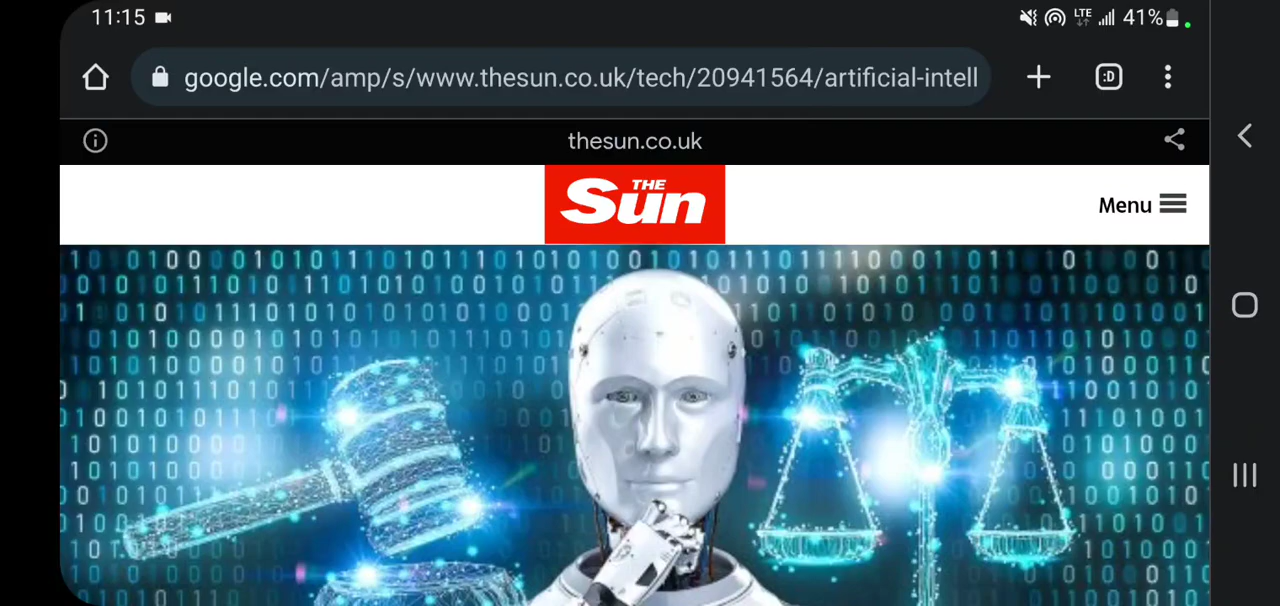 11:15 LTE 41%
google.com/amp/s/www.thesun.co.uk/tech/20941564/artificial-intell :D
thesun.co.uk
THE
Sun
Menu